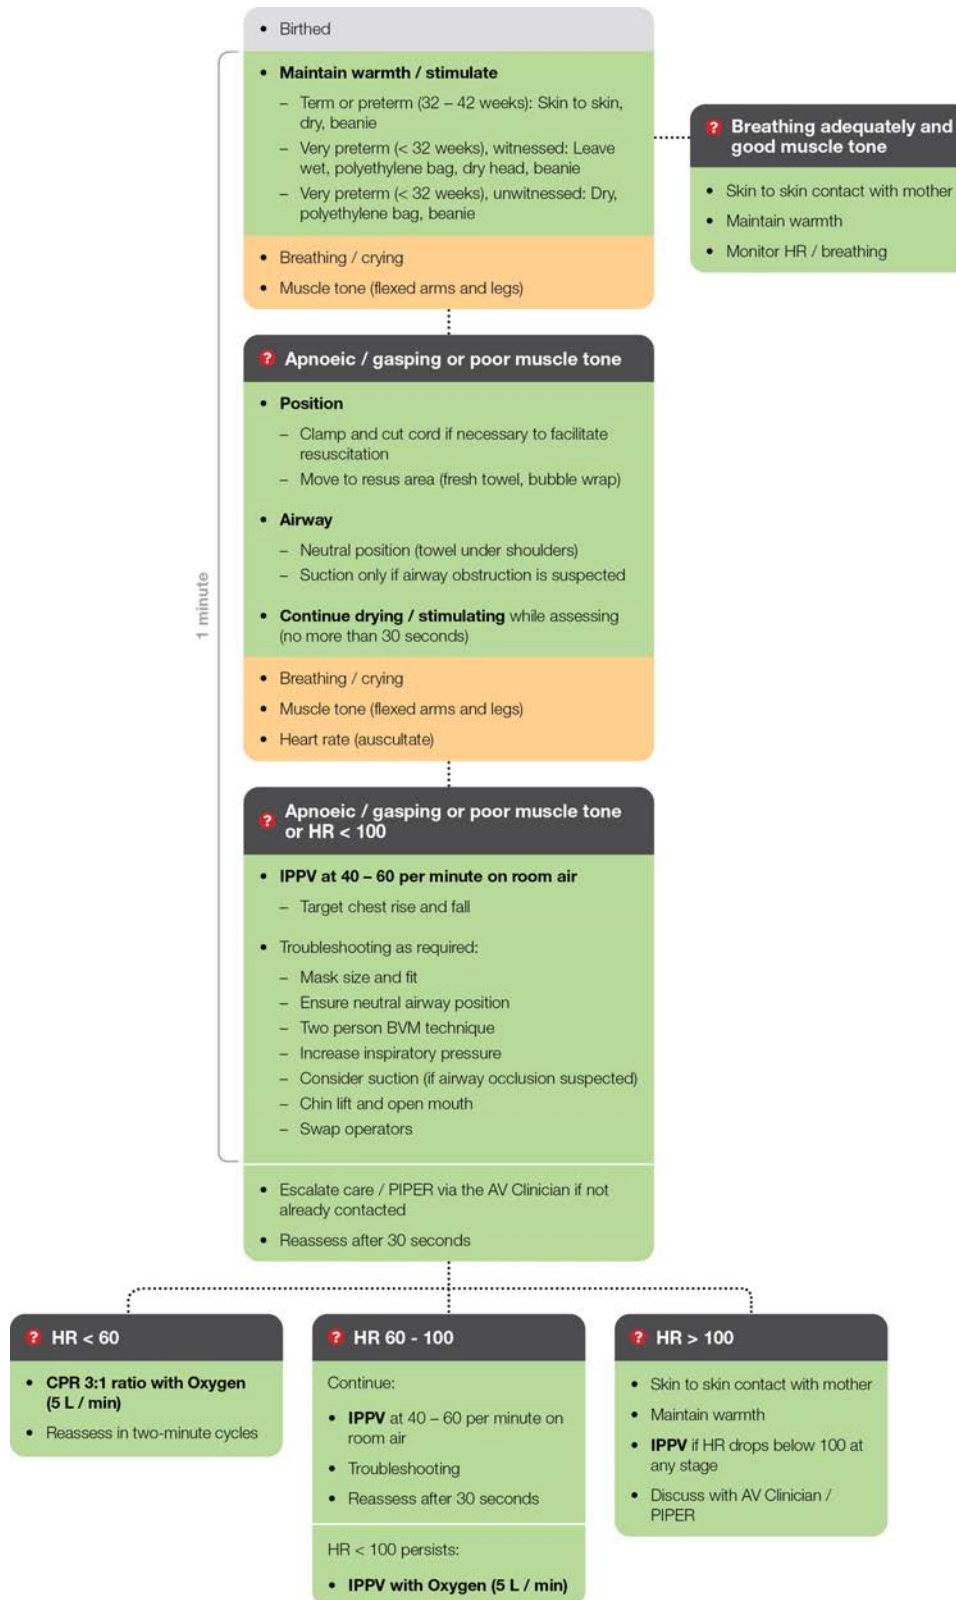 • Birthed
• Maintain warmth / stimulate
– Term or preterm (32 – 42 weeks): Skin to skin,
dry, beanie
– Very preterm (< 32 weeks), witnessed: Leave
wet, polyethylene bag, dry head, beanie
– Very preterm (< 32 weeks), unwitnessed: Dry,
polyethylene bag, beanie
• Breathing / crying
• Muscle tone (flexed arms and legs)
? Breathing adequately and
good muscle tone
• Skin to skin contact with mother
• Maintain warmth
• Monitor HR / breathing
1 minute
? Apnoeic / gasping or poor muscle tone
• Position
– Clamp and cut cord if necessary to facilitate
resuscitation
– Move to resus area (fresh towel, bubble wrap)
• Airway
– Neutral position (towel under shoulders)
– Suction only if airway obstruction is suspected
• Continue drying / stimulating while assessing
(no more than 30 seconds)
• Breathing / crying
• Muscle tone (flexed arms and legs)
• Heart rate (auscultate)
? Apnoeic / gasping or poor muscle tone
or HR < 100
• IPPV at 40 – 60 per minute on room air
– Target chest rise and fall
• Troubleshooting as required:
– Mask size and fit
– Ensure neutral airway position
– Two person BVM technique
– Increase inspiratory pressure
– Consider suction (if airway occlusion suspected)
– Chin lift and open mouth
– Swap operators
• Escalate care / PIPER via the AV Clinician if not
already contacted
• Reassess after 30 seconds
? HR < 60
• CPR 3:1 ratio with Oxygen
(5 L / min)
• Reassess in two-minute cycles
? HR 60 - 100
Continue:
• IPPV at 40 – 60 per minute on
room air
• Troubleshooting
• Reassess after 30 seconds
HR < 100 persists:
• IPPV with Oxygen (5 L / min)
? HR > 100
• Skin to skin contact with mother
• Maintain warmth
• IPPV if HR drops below 100 at
any stage
• Discuss with AV Clinician /
PIPER